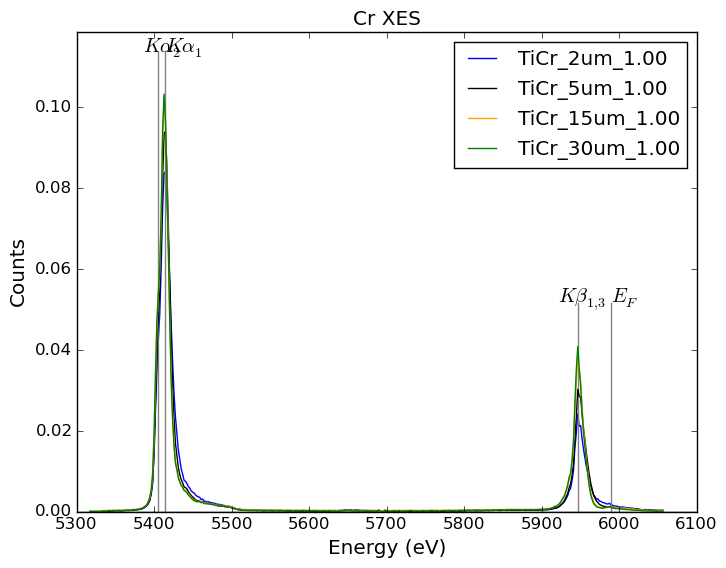 Cr XES
Kα₂ Kα₁
TiCr_2um_1.00
TiCr_5um_1.00
TiCr_15um_1.00
TiCr_30um_1.00
Kβ₁,₃ E_F
Counts
0.10
0.08
0.06
0.04
0.02
0.00
5300 5400 5500 5600 5700 5800 5900 6000 6100
Energy (eV)